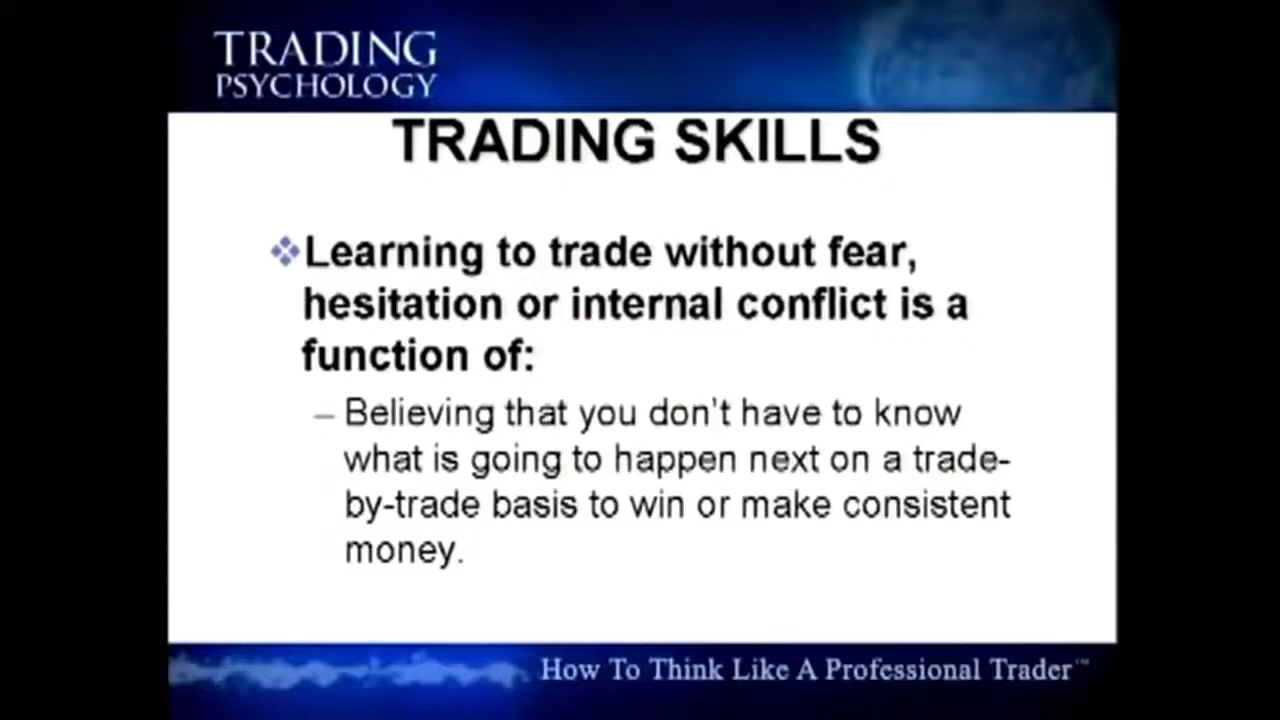 TRADING
PSYCHOLOGY
TRADING SKILLS
❖Learning to trade without fear,
hesitation or internal conflict is a
function of:
– Believing that you don't have to know
what is going to happen next on a trade-
by-trade basis to win or make consistent
money.
How To Think Like A Professional Trader™